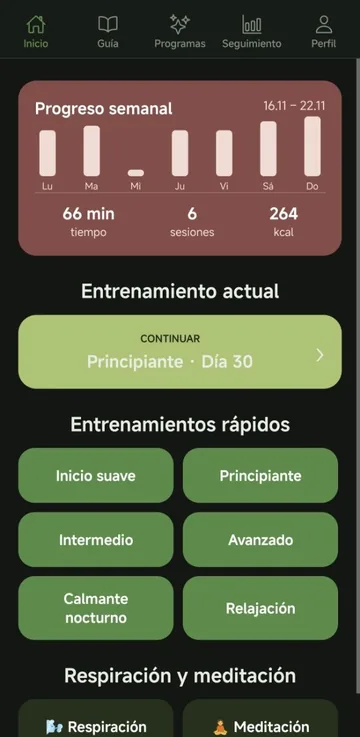 Inicio
Guía
Programas
Seguimiento
Perfil
Progreso semanal
16.11 – 22.11
Lu Ma Mi Ju Vi Sá Do
66 min
6
264
tiempo
sesiones
kcal
Entrenamiento actual
CONTINUAR
Principiante · Día 30
Entrenamientos rápidos
Inicio suave
Principiante
Intermedio
Avanzado
Calmante
nocturno
Relajación
Respiración y meditación
🌬️ Respiración
🧘 Meditación